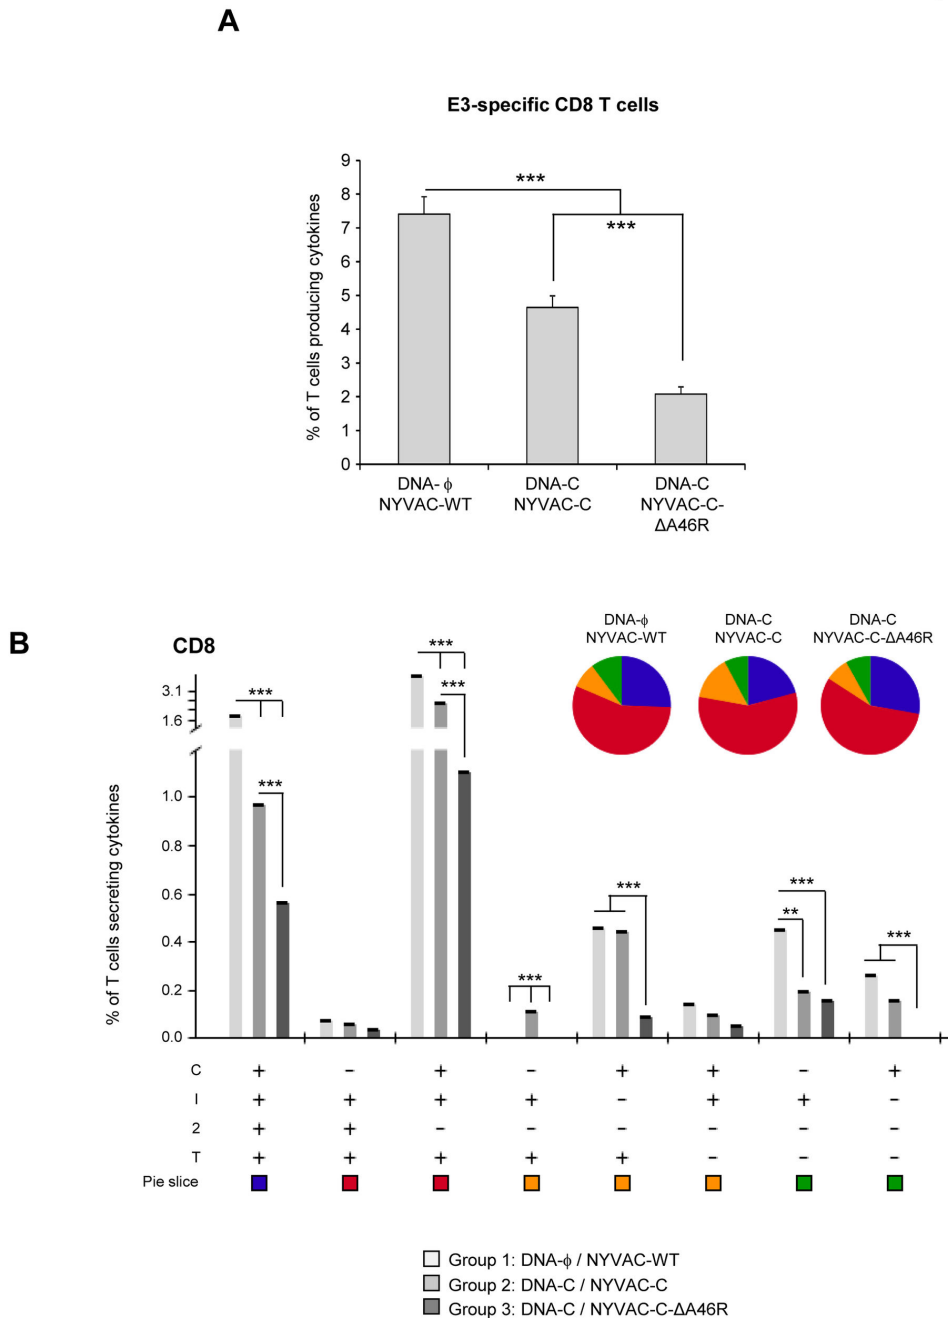 A
E3-specific CD8 T cells
% of T cells producing cytokines
9
8
7
6
5
4
3
2
1
0
***
***
DNA-ϕ
NYVAC-WT
DNA-C
NYVAC-C
DNA-C
NYVAC-C-
ΔA46R
B
CD8
DNA-ϕ
NYVAC-WT
DNA-C
NYVAC-C
DNA-C
NYVAC-C-ΔA46R
% of T cells secreting cytokines
3.1
1.6
1.0
0.8
0.6
0.4
0.2
0.0
***
***
***
***
***
***
***
**
***
C + − + − + + − +
I + + + + − + + −
2 + + − − − − − −
T + + + + + − − −
Pie slice
Group 1: DNA-ϕ / NYVAC-WT
Group 2: DNA-C / NYVAC-C
Group 3: DNA-C / NYVAC-C-ΔA46R